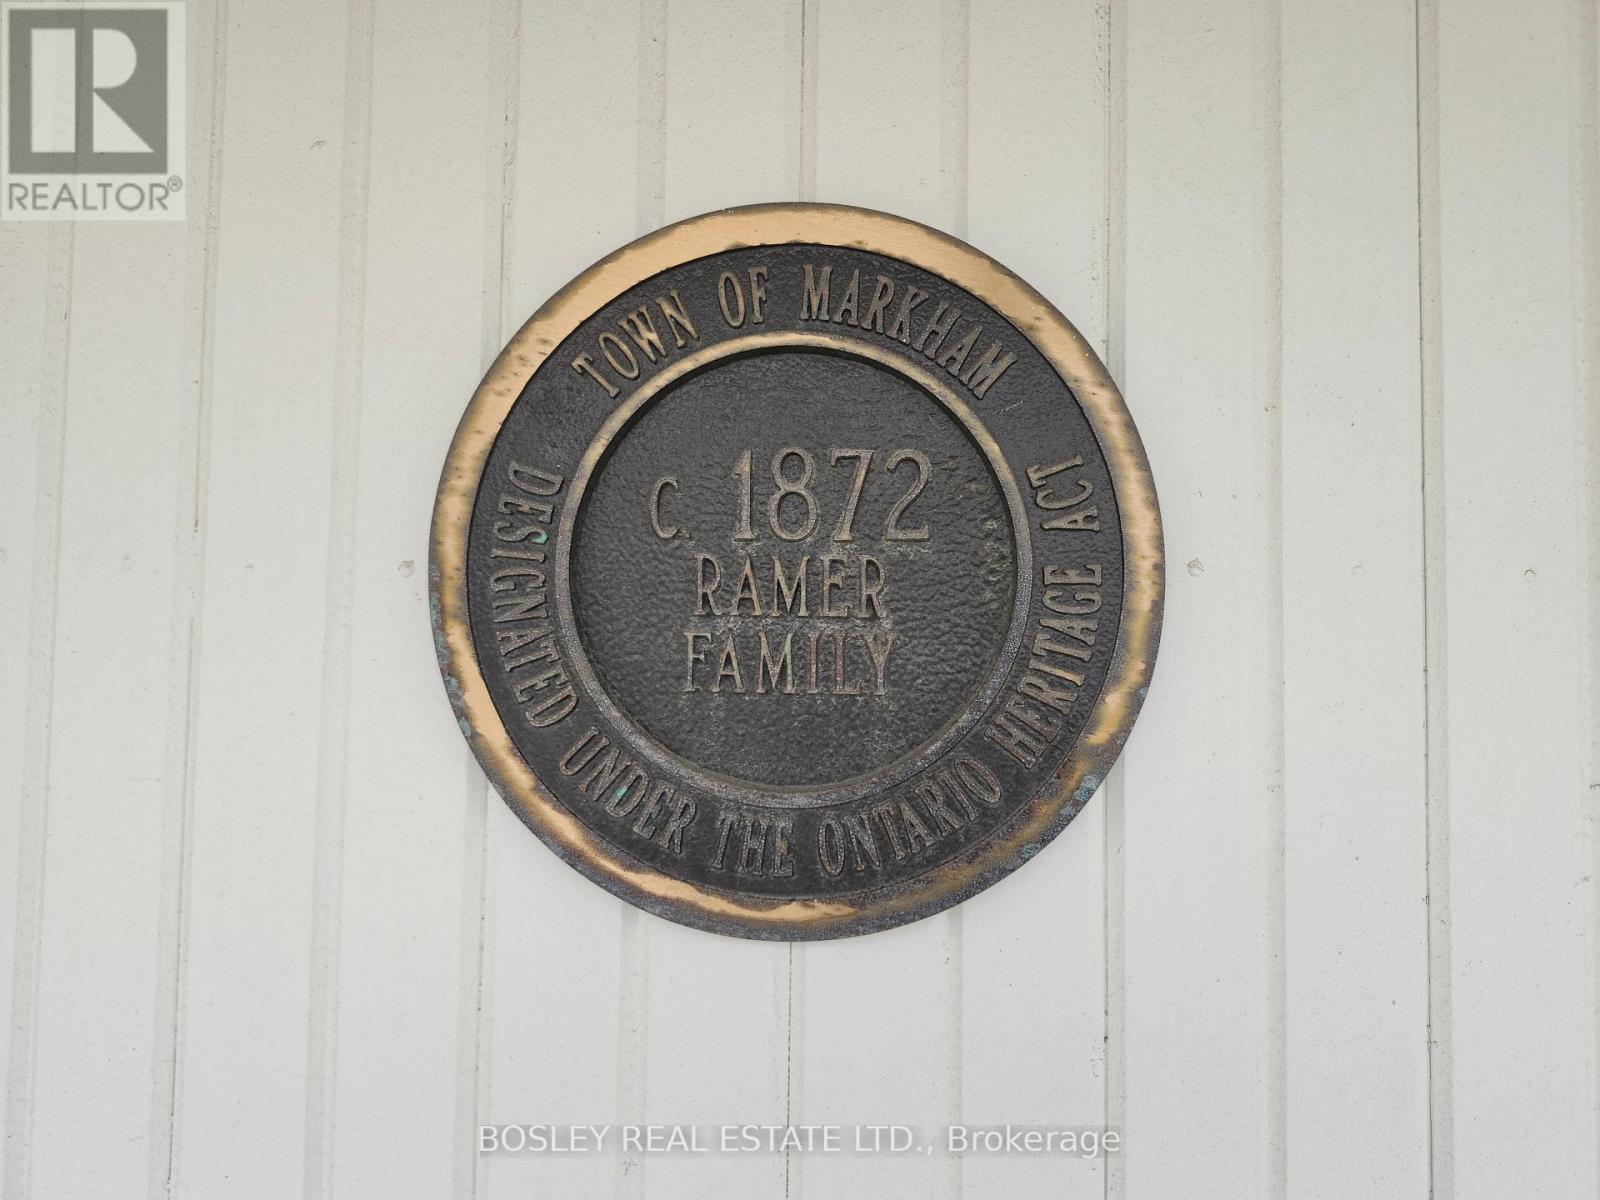 REALTOR®
TOWN OF MARKHAM
C. 1872
RAMER
FAMILY
DESIGNATED UNDER THE ONTARIO HERITAGE ACT
BOSLEY REAL ESTATE LTD., Brokerage